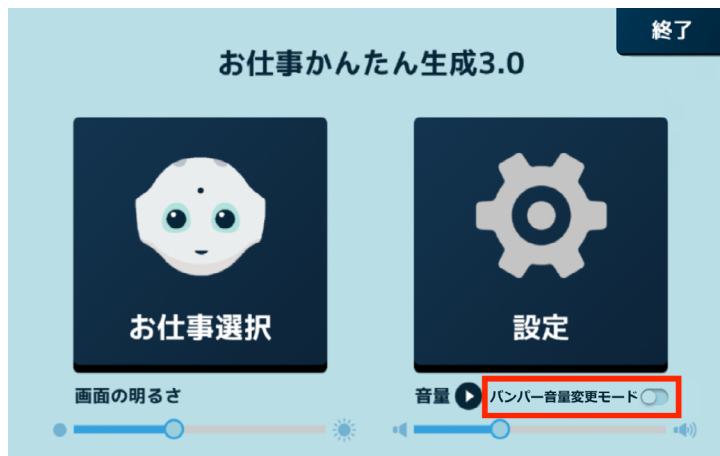 終了
お仕事かんたん生成3.0
お仕事選択
設定
画面の明るさ
音量
バンパー音量変更モード